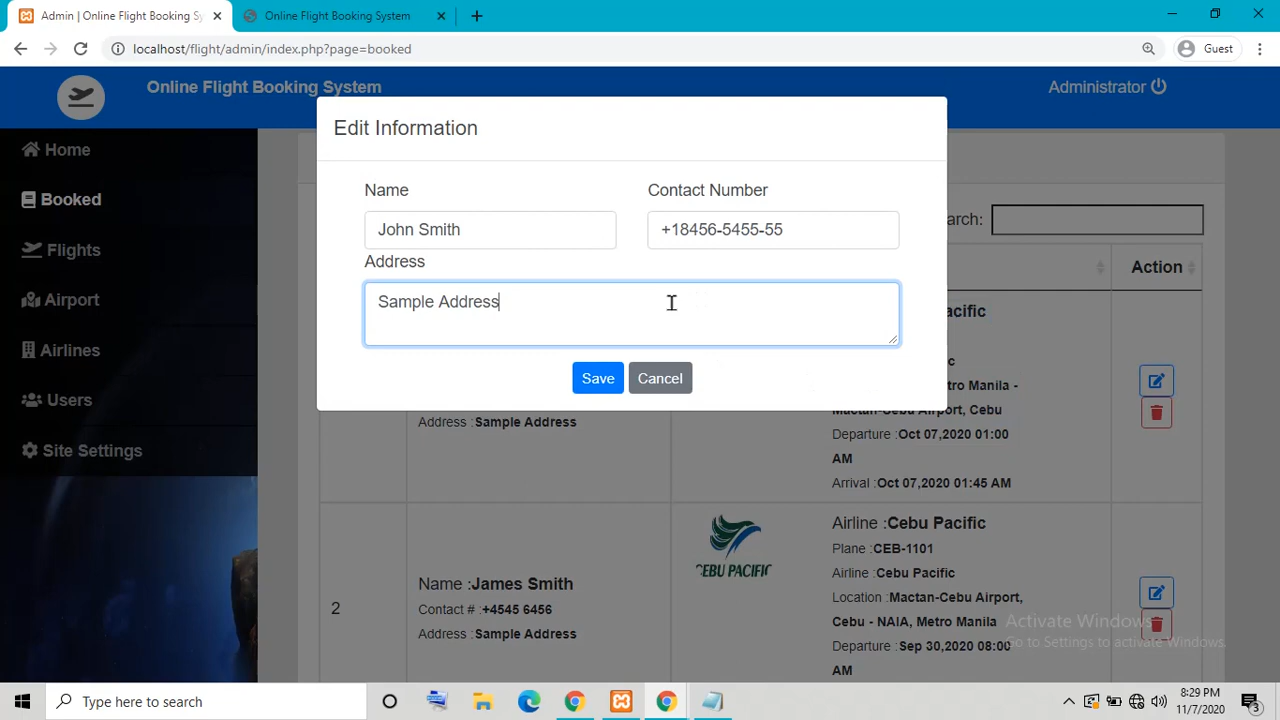 Admin | Online Flight Booking Sy
Online Flight Booking System
localhost/flight/admin/index.php?page=booked
Guest
Online Flight Booking System
Administrator
Home
Booked
Flights
Airport
Airlines
Users
Site Settings
Edit Information
Name
Contact Number
John Smith
+18456-5455-55
Address
Sample Address
Save
Cancel
arch:
Action
acific
c
etro Manila -
Mactan-Cebu Airport, Cebu
Departure :Oct 07,2020 01:00
AM
Arrival :Oct 07,2020 01:45 AM
Address :Sample Address
2
Name :James Smith
Contact # :+4545 6456
Address :Sample Address
CEBU PACIFIC
Airline :Cebu Pacific
Plane :CEB-1101
Airline :Cebu Pacific
Location :Mactan-Cebu Airport,
Cebu - NAIA, Metro Manila
Departure :Sep 30,2020 08:00
AM
Activate Windows
Go to Settings to activate Windows.
Type here to search
8:29 PM
11/7/2020
3